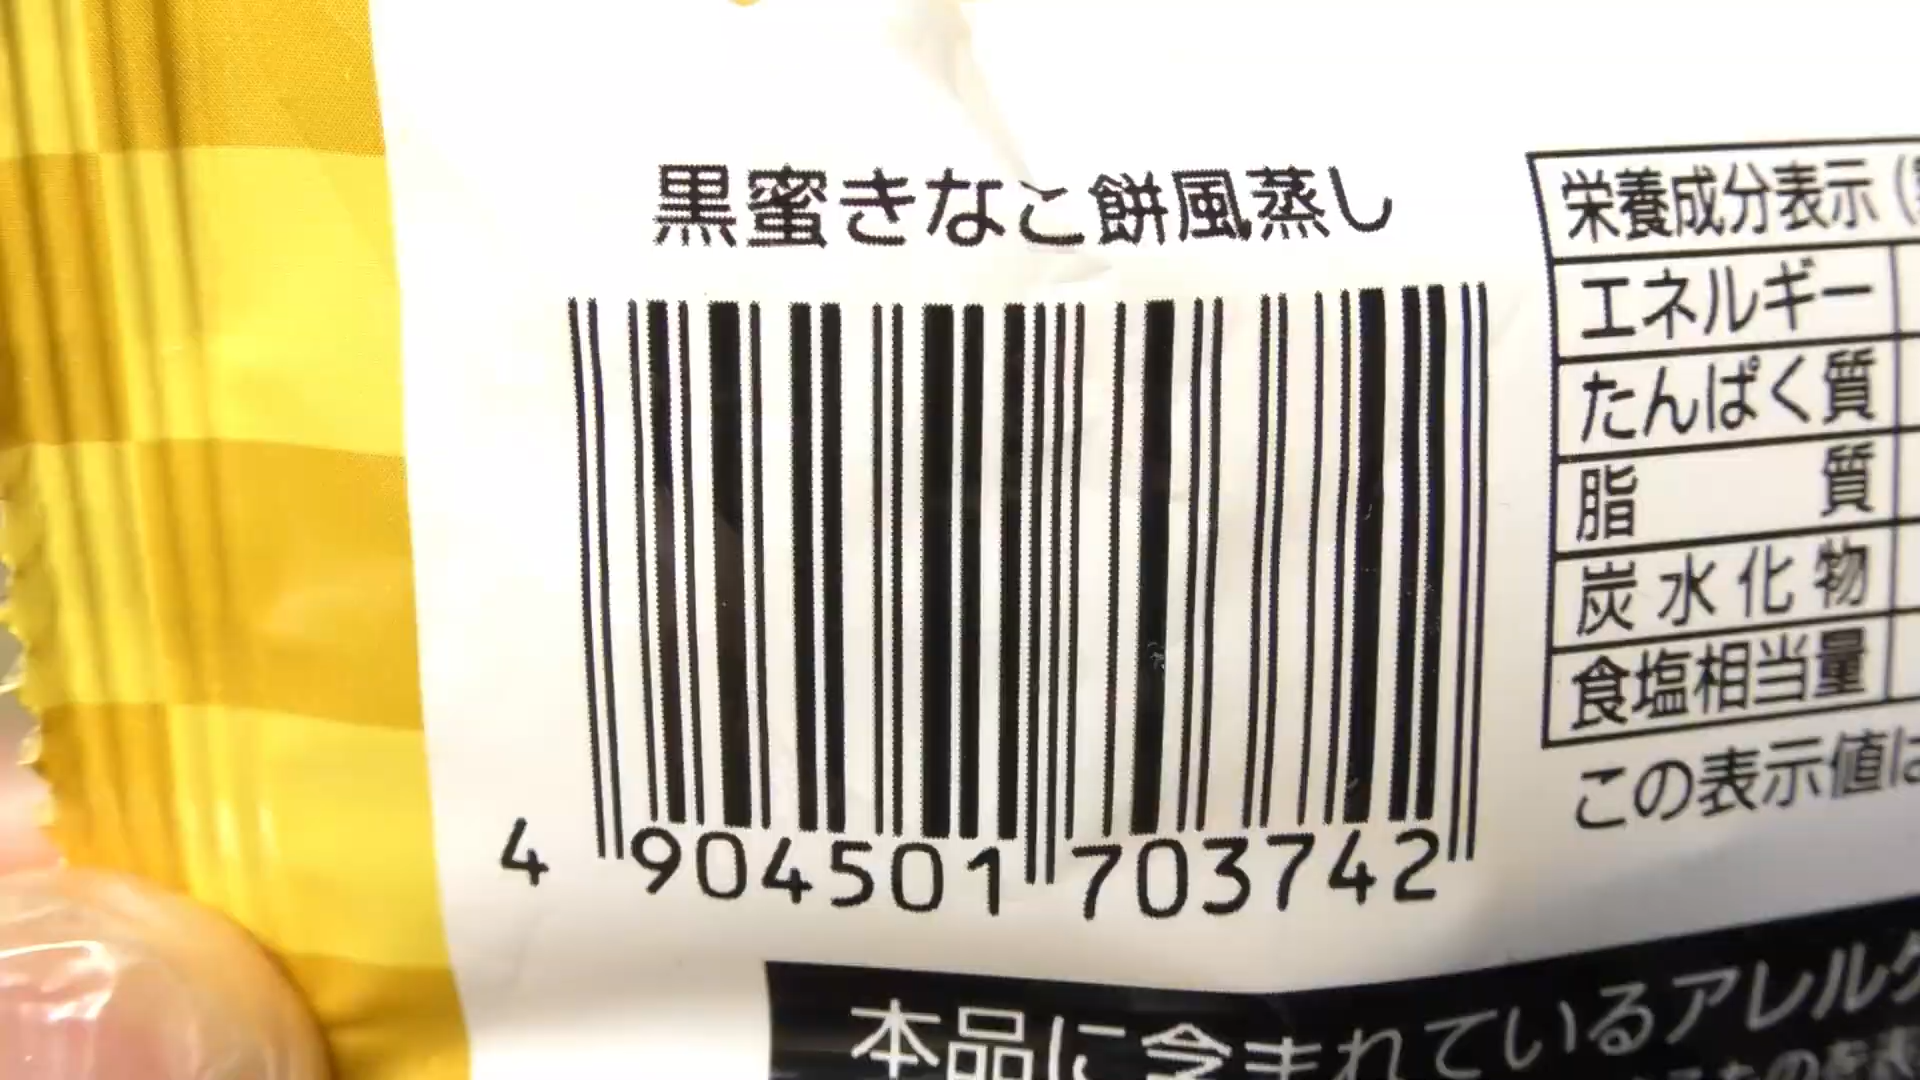 黒蜜きなこ餅風蒸し
4 904501 703742
栄養成分表示(
エネルギー
たんぱく質
脂質
炭水化物
食塩相当量
この表示値は
本品に含まれているアレルゲ